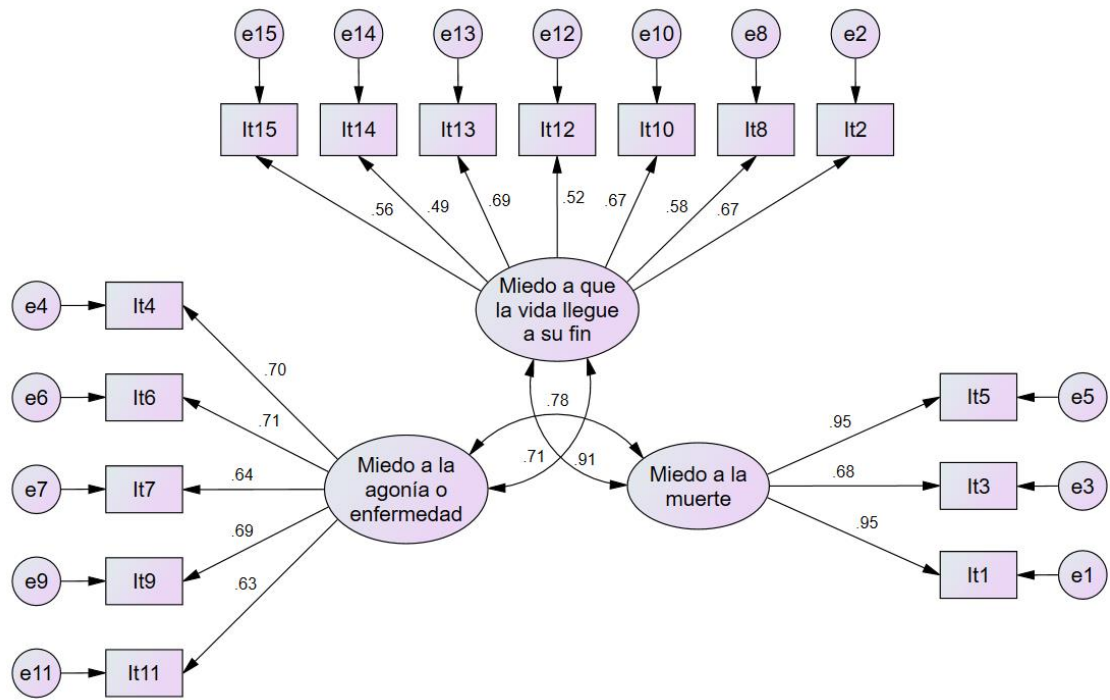 e15 e14 e13 e12 e10 e8 e2
It15 It14 It13 It12 It10 It8 It2
.56 .49 .69 .52 .67 .58 .67
Miedo a que
la vida llegue
a su fin
e4 It4
.70
e6 It6
.71
e7 It7
.64
e9 It9
.69
e11 It11
.63
Miedo a la
agonía o
enfermedad
.78
.71 .91
Miedo a la
muerte
.95
It5 e5
.68
It3 e3
.95
It1 e1